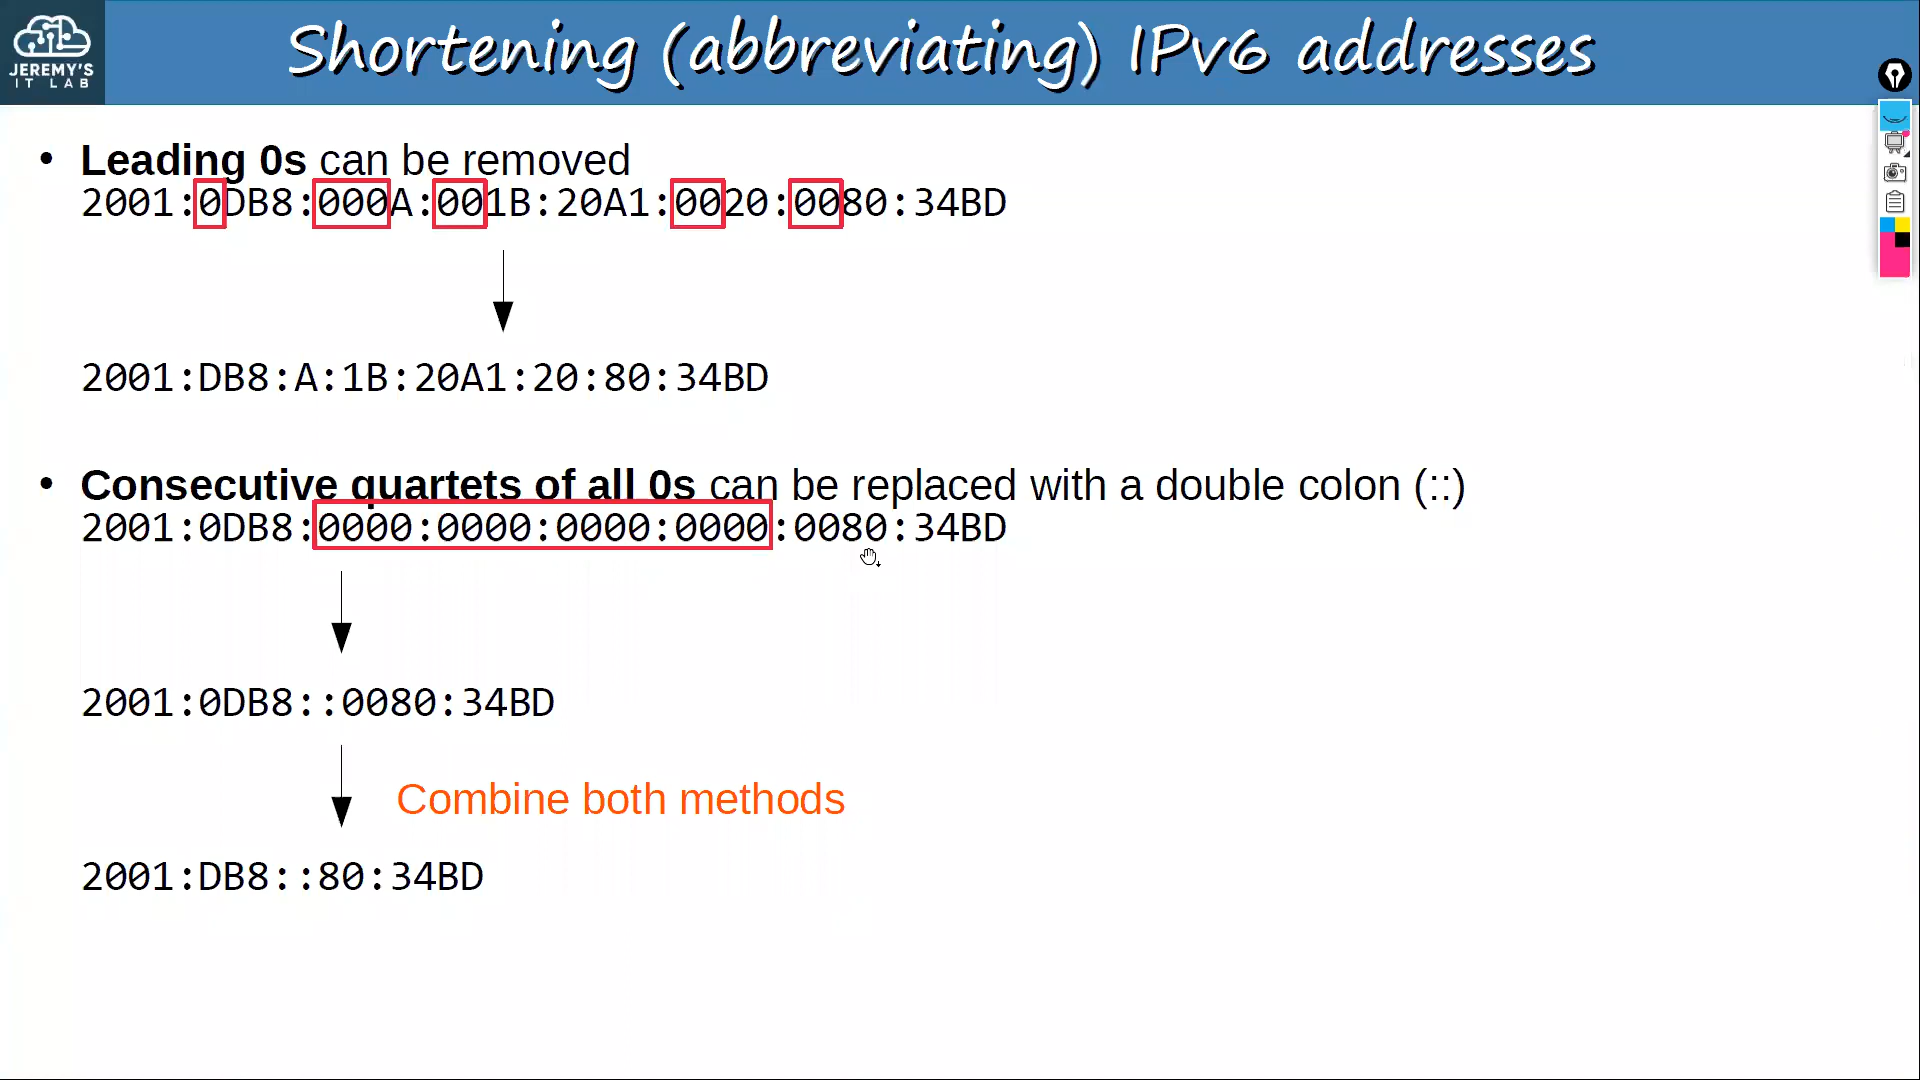 JEREMY'S
IT LAB
Shortening (abbreviating) IPv6 addresses
• Leading 0s can be removed
2001:0DB8:000A:001B:20A1:0020:0080:34BD
2001:DB8:A:1B:20A1:20:80:34BD
• Consecutive quartets of all 0s can be replaced with a double colon (::)
2001:0DB8:0000:0000:0000:0000:0080:34BD
2001:0DB8::0080:34BD
Combine both methods
2001:DB8::80:34BD